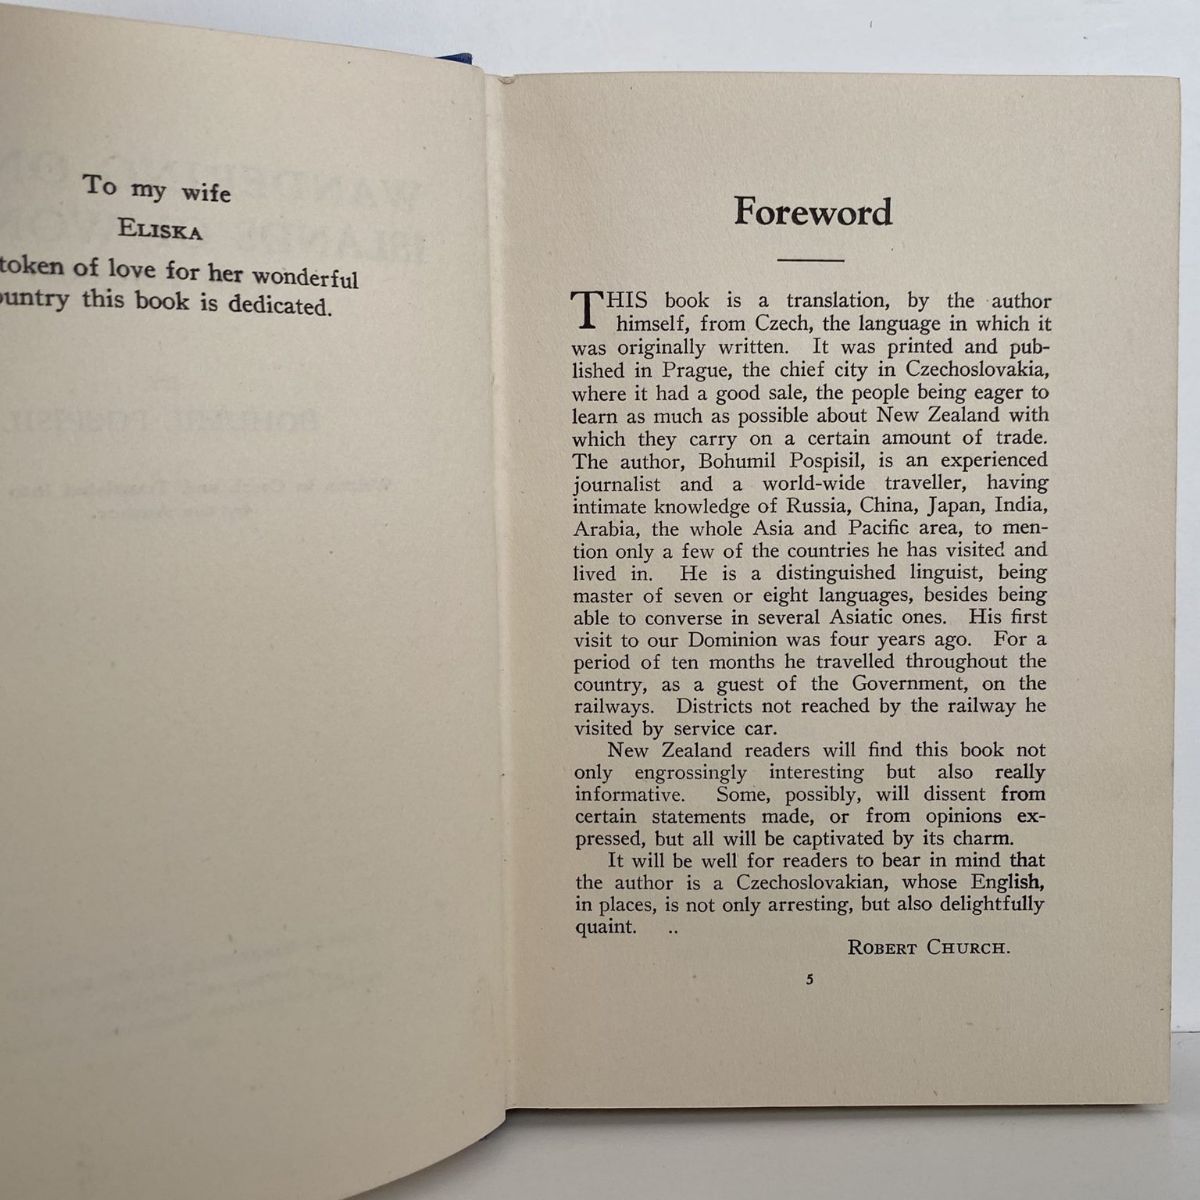 To my wife
ELISKA
token of love for her wonderful
this book is dedicated.
Foreword
THIS book is a translation, by the author
himself, from Czech, the language in which it
was originally written. It was printed and pub-
lished in Prague, the chief city in Czechoslovakia,
where it had a good sale, the people being eager to
learn as much as possible about New Zealand with
which they carry on a certain amount of trade.
The author, Bohumil Pospisil, is an experienced
journalist and a world-wide traveller, having
intimate knowledge of Russia, China, Japan, India,
Arabia, the whole Asia and Pacific area, to men-
tion only a few of the countries he has visited and
lived in. He is a distinguished linguist, being
master of seven or eight languages, besides being
able to converse in several Asiatic ones. His first
visit to our Dominion was four years ago. For a
period of ten months he travelled throughout the
country, as a guest of the Government, on the
railways. Districts not reached by the railway he
visited by service car.
New Zealand readers will find this book not
only engrossingly interesting but also really
informative. Some, possibly, will dissent from
certain statements made, or from opinions ex-
pressed, but all will be captivated by its charm.
It will be well for readers to bear in mind that
the author is a Czechoslovakian, whose English,
in places, is not only arresting, but also delightfully
quaint. ..
ROBERT CHURCH.
5